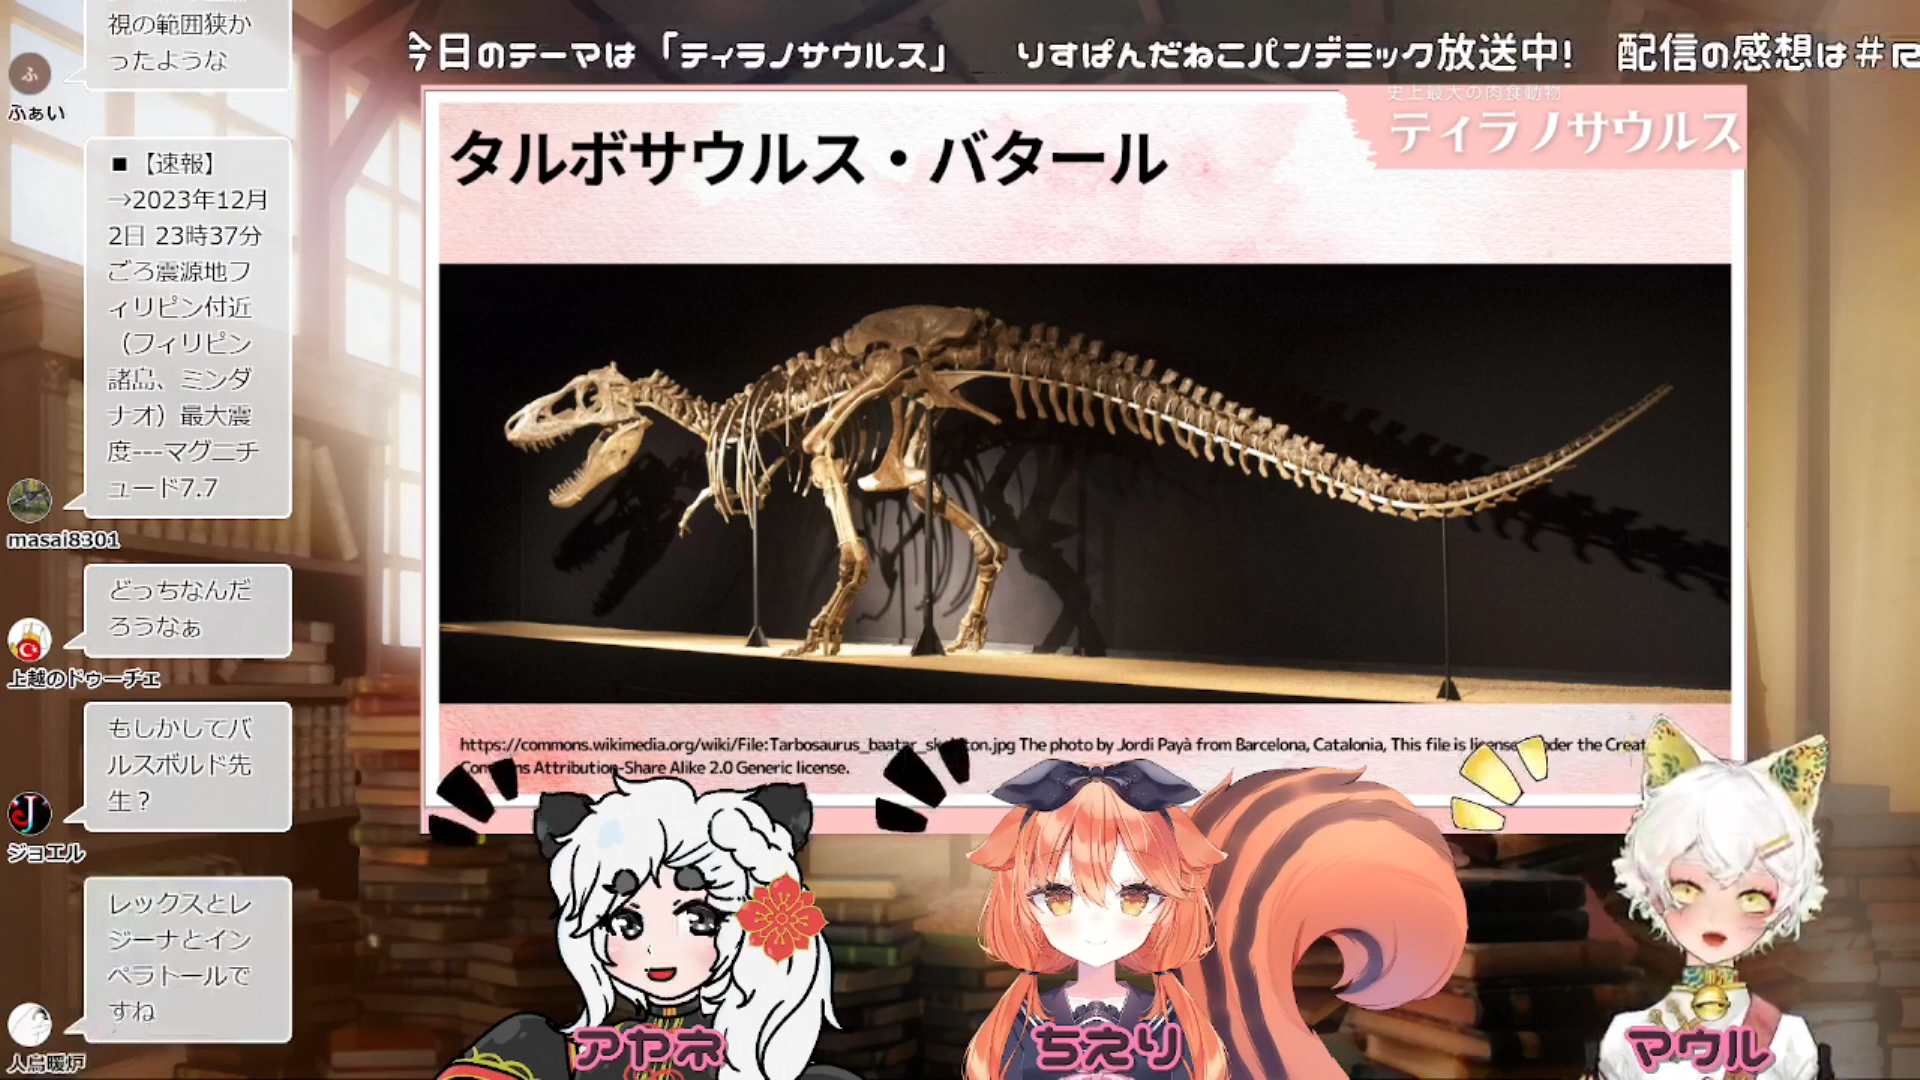 今日のテーマは「ティラノサウルス」　りすぱんだねこパンデミック放送中!　配信の感想は#
史上最大の肉食動物
ティラノサウルス
タルボサウルス・バタール
視の範囲狭か
ったような
ふ
ふぁい
■【速報】
→2023年12月
2日 23時37分
ごろ震源地フ
ィリピン付近
（フィリピン
諸島、ミンダ
ナオ）最大震
度---マグニチ
ュード7.7
masai8301
どっちなんだ
ろうなぁ
上越のドゥーチェ
もしかしてバ
ルスボルド先
生？
J
ジョエル
レックスとレ
ジーナとイン
ペラトールで
すね
人鳥暖炉
https://commons.wikimedia.org/wiki/File:Tarbosaurus_baatar_skeleton.jpg The photo by Jordi Payà from Barcelona, Catalonia, This file is licensed under the Creat
Commons Attribution-Share Alike 2.0 Generic license.
アヤネ
ちえり
マウル